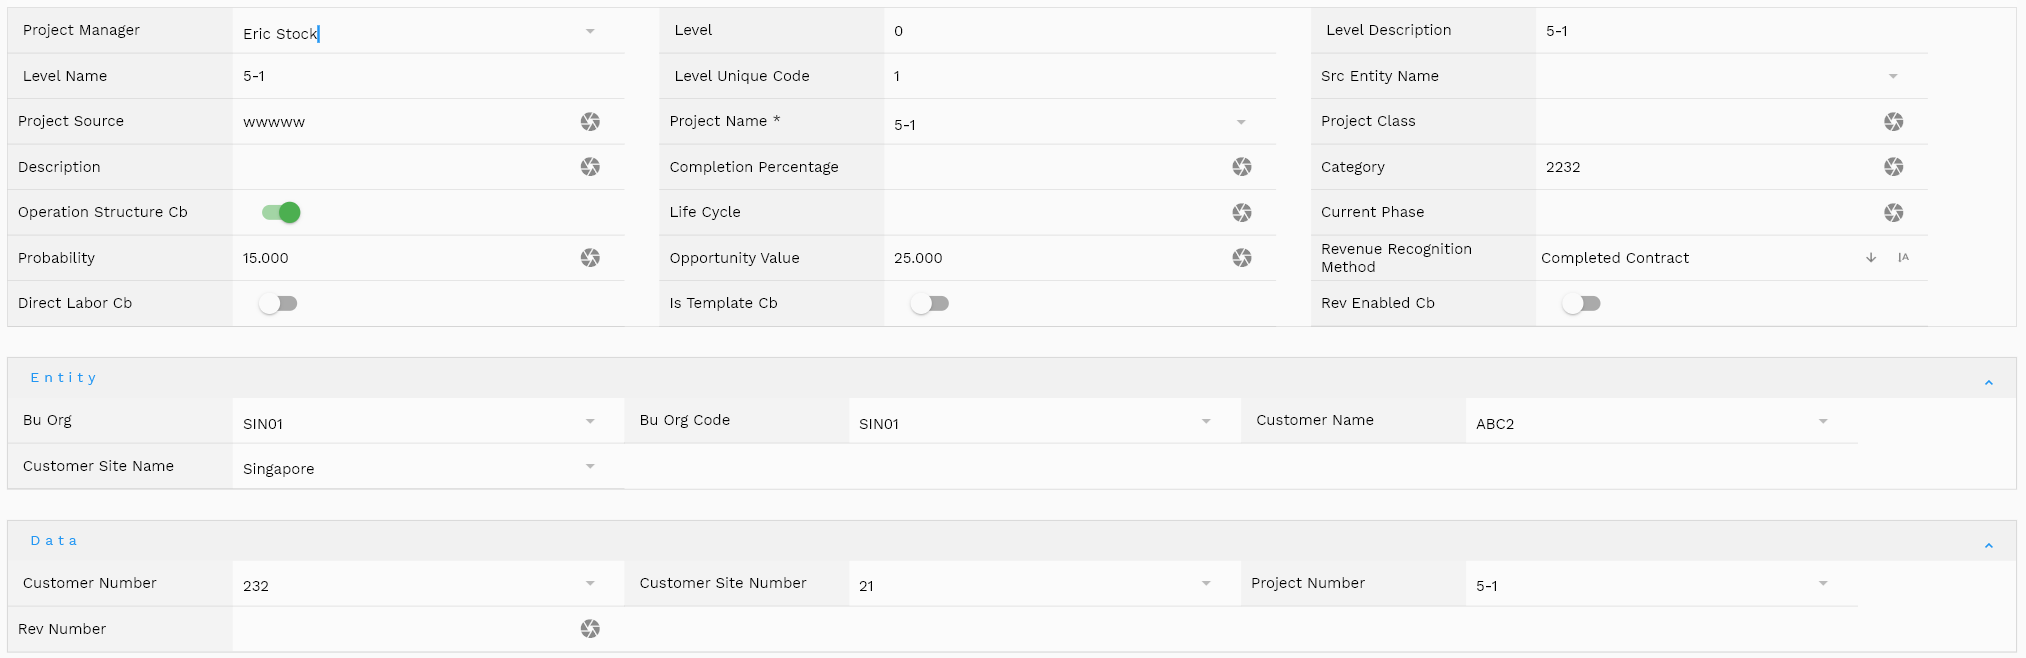 Project Manager Eric Stock Level 0 Level Description 5-1
Level Name 5-1 Level Unique Code 1 Src Entity Name
Project Source wwwww Project Name * 5-1 Project Class
Description Completion Percentage Category 2232
Operation Structure Cb Life Cycle Current Phase
Probability 15.000 Opportunity Value 25.000 Revenue Recognition Method Completed Contract
Direct Labor Cb Is Template Cb Rev Enabled Cb
Entity
Bu Org SIN01 Bu Org Code SIN01 Customer Name ABC2
Customer Site Name Singapore
Data
Customer Number 232 Customer Site Number 21 Project Number 5-1
Rev Number